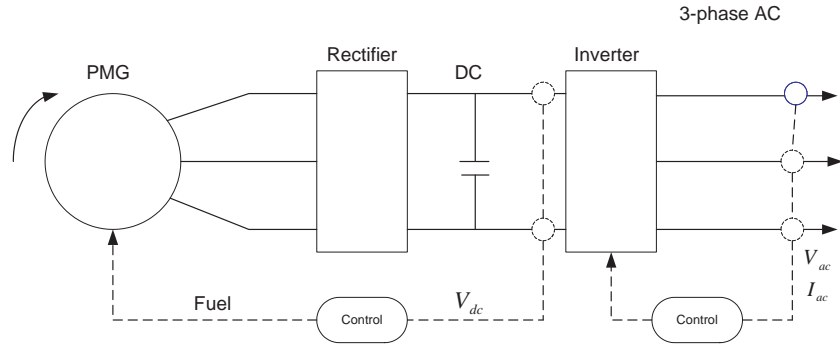 3-phase AC
PMG
Rectifier
DC
Inverter
Fuel
Control
V_dc
Control
V_ac
I_ac